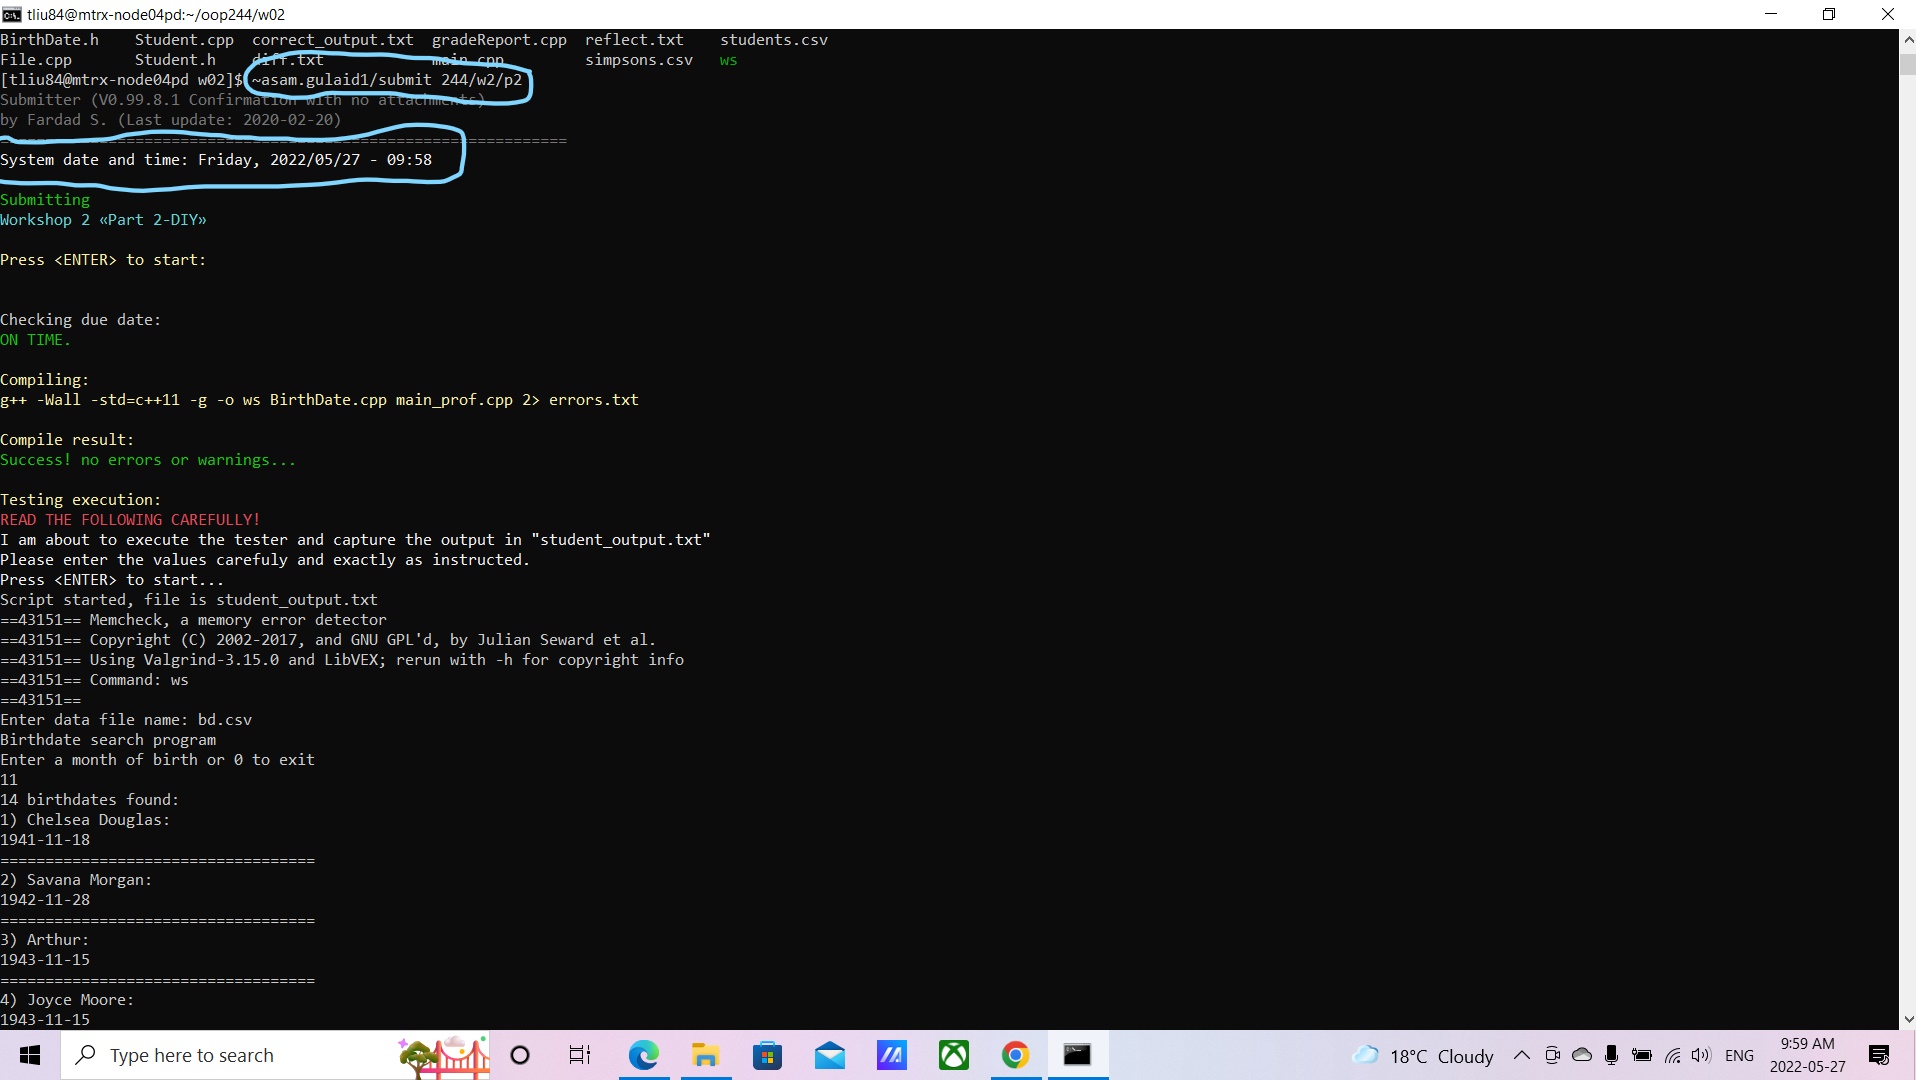 tliu84@mtrx-node04pd:~/oop244/w02
BirthDate.h    Student.cpp  correct_output.txt  gradeReport.cpp  reflect.txt    students.csv
File.cpp       Student.h    diff.txt            main.cpp         simpsons.csv   ws
[tliu84@mtrx-node04pd w02]$ ~asam.gulaid1/submit 244/w2/p2
Submitter (V0.99.8.1 Confirmation with no attachments)
by Fardad S. (Last update: 2020-02-20)
===============================================================
System date and time: Friday, 2022/05/27 - 09:58
Submitting
Workshop 2 «Part 2-DIY»
Press <ENTER> to start:
Checking due date:
ON TIME.
Compiling:
g++ -Wall -std=c++11 -g -o ws BirthDate.cpp main_prof.cpp 2> errors.txt
Compile result:
Success! no errors or warnings...
Testing execution:
READ THE FOLLOWING CAREFULLY!
I am about to execute the tester and capture the output in "student_output.txt"
Please enter the values carefuly and exactly as instructed.
Press <ENTER> to start...
Script started, file is student_output.txt
==43151== Memcheck, a memory error detector
==43151== Copyright (C) 2002-2017, and GNU GPL'd, by Julian Seward et al.
==43151== Using Valgrind-3.15.0 and LibVEX; rerun with -h for copyright info
==43151== Command: ws
==43151==
Enter data file name: bd.csv
Birthdate search program
Enter a month of birth or 0 to exit
11
14 birthdates found:
1) Chelsea Douglas:
1941-11-18
===================================
2) Savana Morgan:
1942-11-28
===================================
3) Arthur:
1943-11-15
===================================
4) Joyce Moore:
1943-11-15
Type here to search
18°C Cloudy
ENG
9:59 AM
2022-05-27